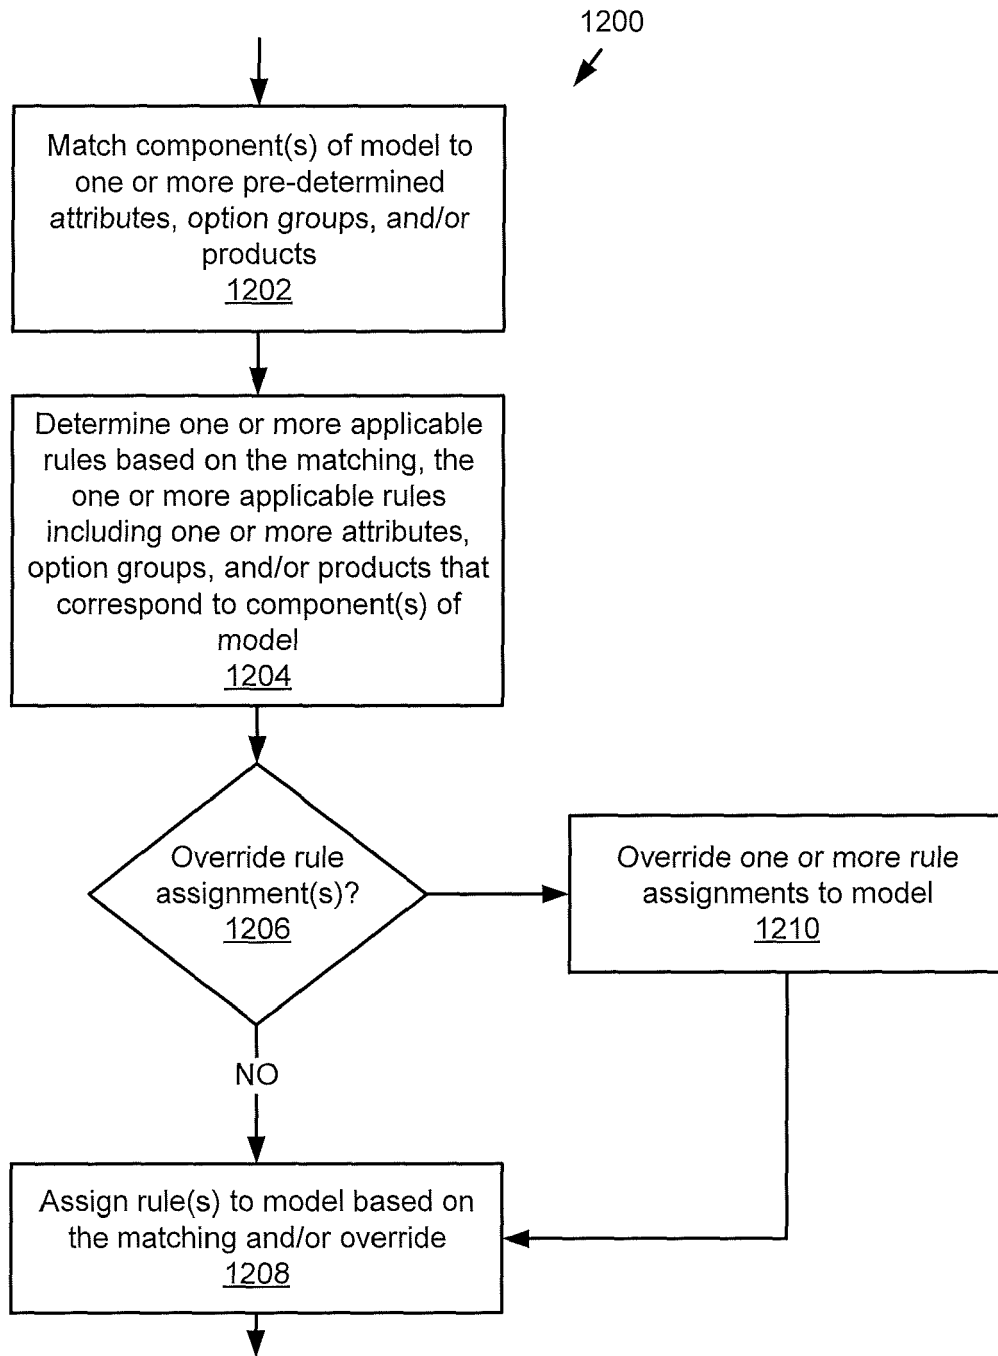 1200
Match component(s) of model to
one or more pre-determined
attributes, option groups, and/or
products
1202
Determine one or more applicable
rules based on the matching, the
one or more applicable rules
including one or more attributes,
option groups, and/or products that
correspond to component(s) of
model
1204
Override rule
assignment(s)?
1206
Override one or more rule
assignments to model
1210
NO
Assign rule(s) to model based on
the matching and/or override
1208